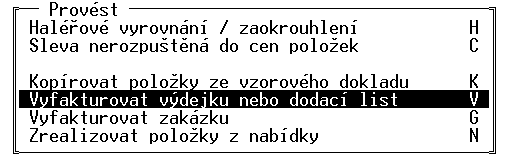 Provést
Haléřové vyrovnání / zaokrouhlení H
Sleva nerozpuštěná do cen položek C
Kopírovat položky ze vzorového dokladu K
Vyfakturovat výdejku nebo dodací list V
Vyfakturovat zakázku G
Zrealizovat položky z nabídky N